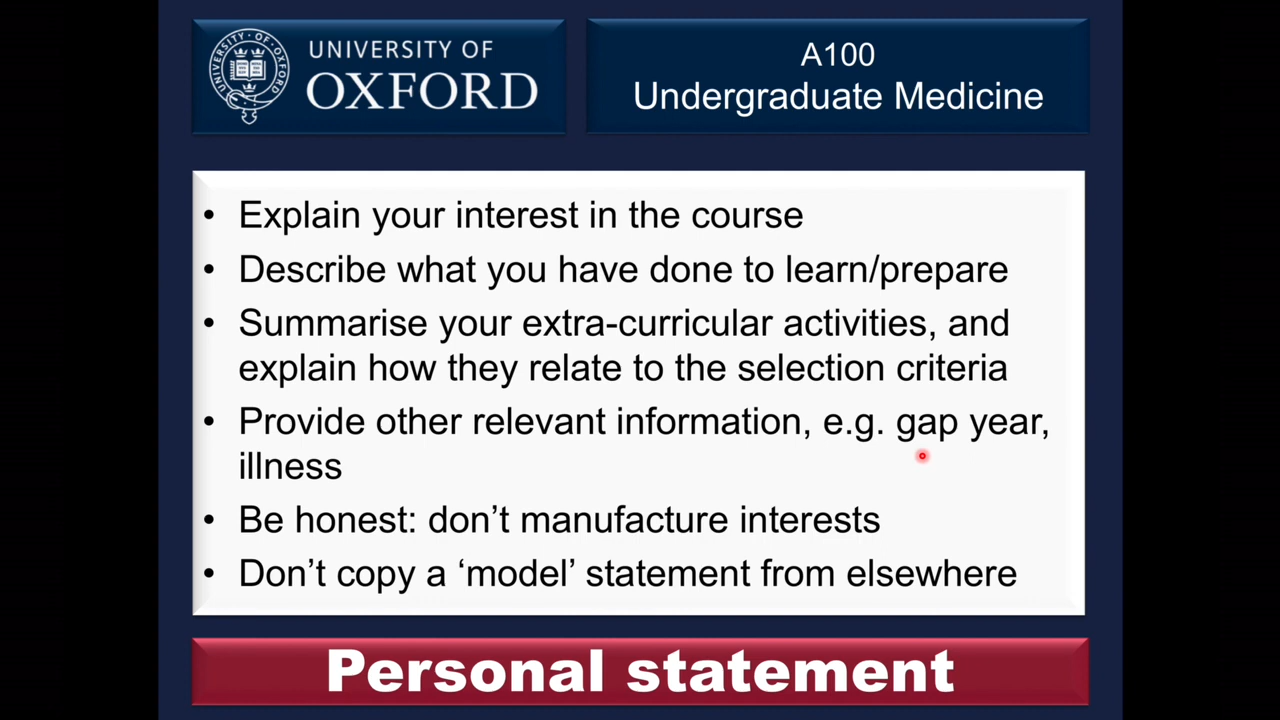 UNIVERSITY OF
OXFORD
A100
Undergraduate Medicine
• Explain your interest in the course
• Describe what you have done to learn/prepare
• Summarise your extra-curricular activities, and
explain how they relate to the selection criteria
• Provide other relevant information, e.g. gap year,
illness
• Be honest: don’t manufacture interests
• Don’t copy a ‘model’ statement from elsewhere
Personal statement